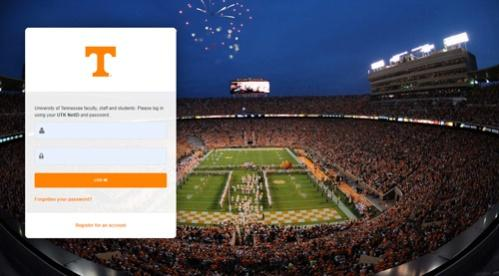 T
University of Tennessee faculty, staff and students: Please log in
using your UTK NetID and password.
LOG IN
Forgotten your password?
Register for an account